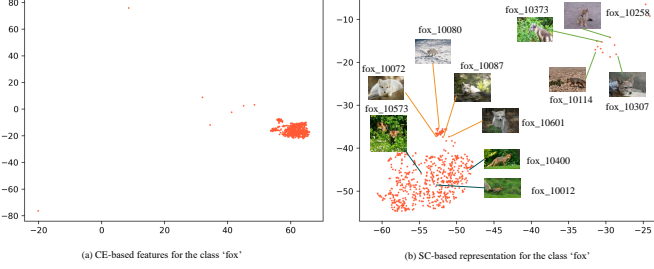 80
60
40
20
0
−20
−40
−60
−80
−20
0
20
40
60
(a) CE-based features for the class ‘fox’
−10
−20
−30
−40
−50
−60
−55
−50
−45
−40
−35
−30
−25
fox_10080
fox_10373
fox_10258
fox_10072
fox_10087
fox_10573
fox_10114
fox_10307
fox_10601
fox_10400
fox_10012
(b) SC-based representation for the class ‘fox’